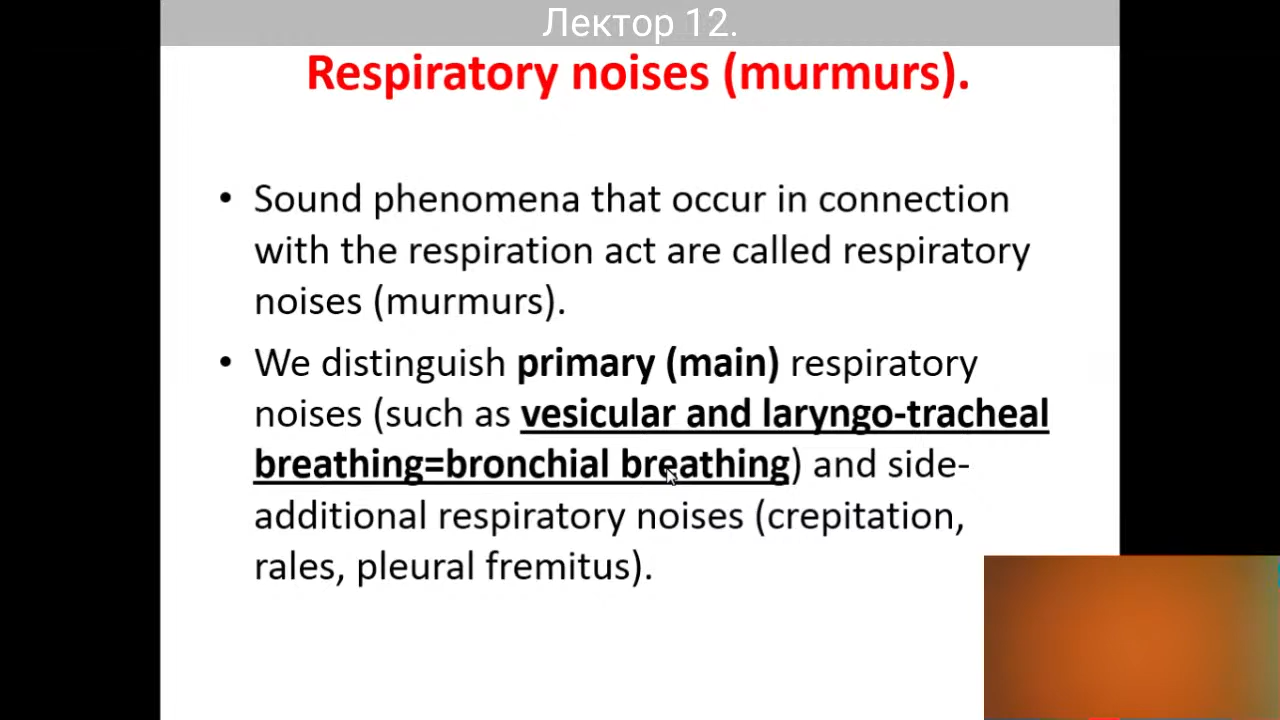 Лектор 12.
Respiratory noises (murmurs).
• Sound phenomena that occur in connection
with the respiration act are called respiratory
noises (murmurs).
• We distinguish primary (main) respiratory
noises (such as vesicular and laryngo-tracheal
breathing=bronchial breathing) and side-
additional respiratory noises (crepitation,
rales, pleural fremitus).